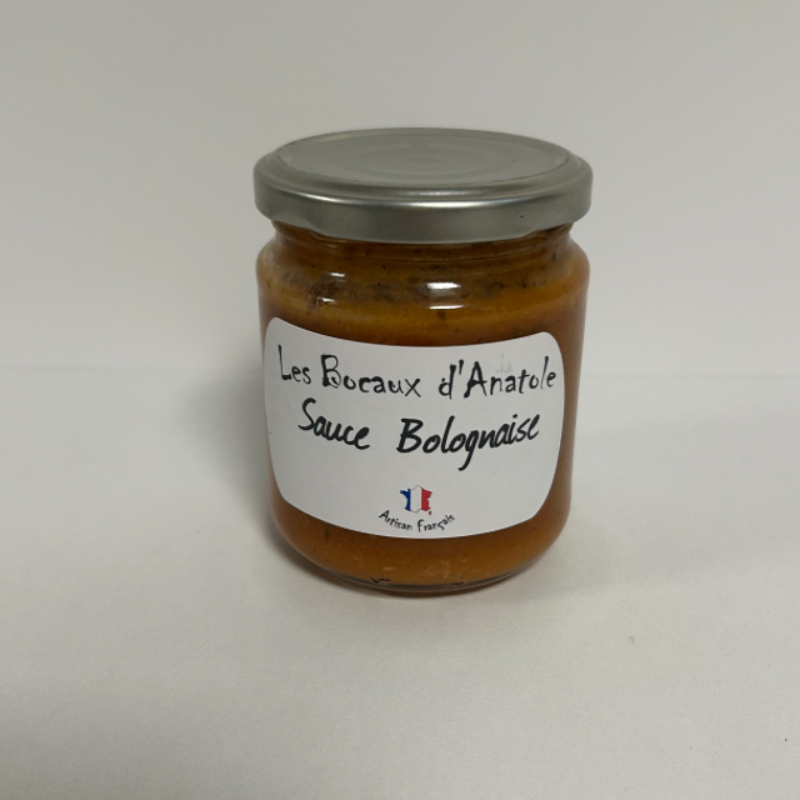 Les Bocaux d'Anatole
Sauce Bolognaise
Artisan Français